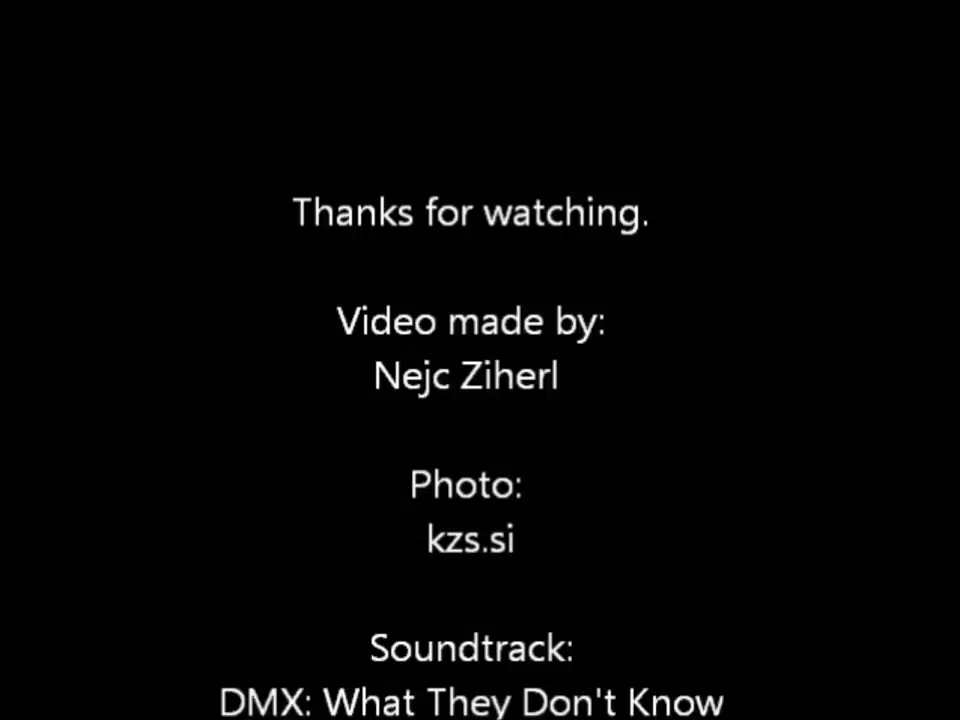 Thanks for watching.
Video made by:
Nejc Ziherl
Photo:
kzs.si
Soundtrack:
DMX: What They Don't Know